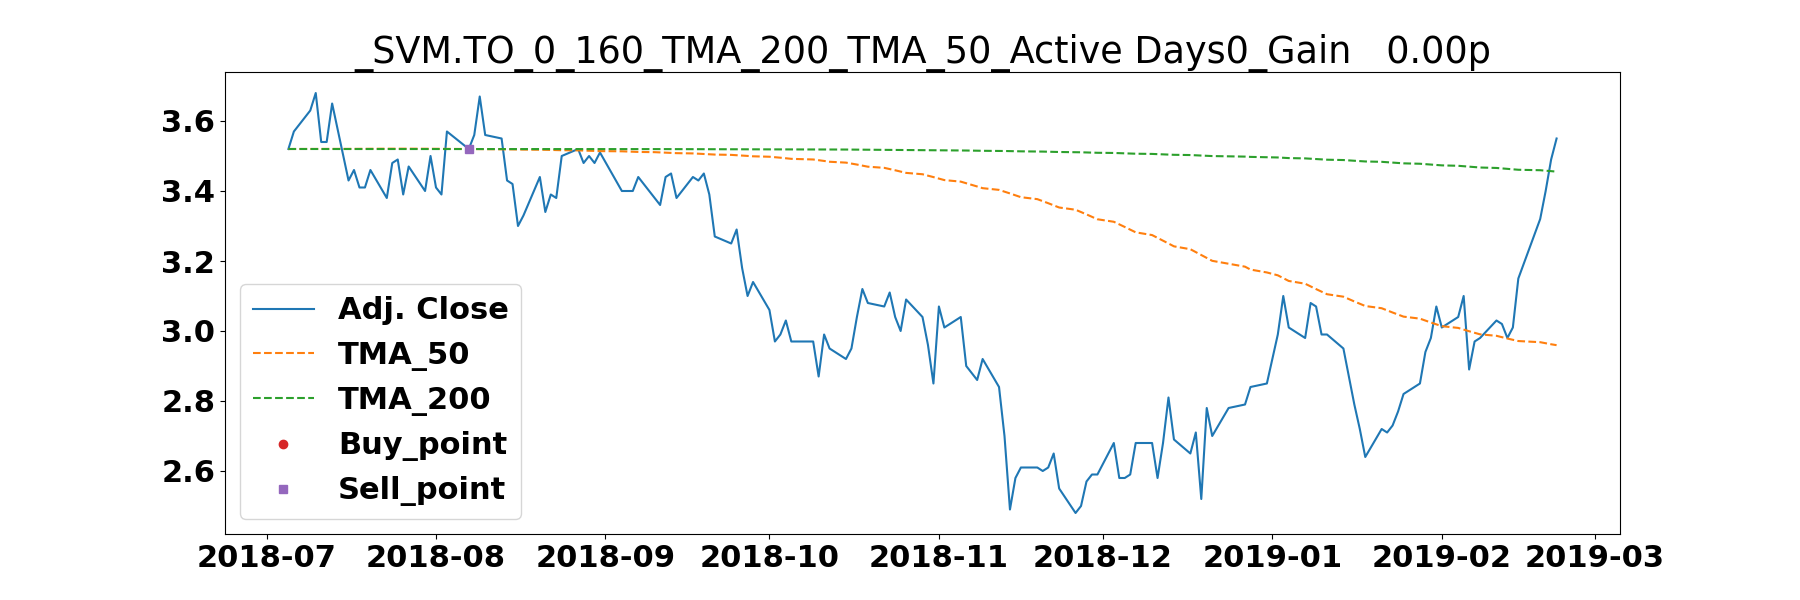 _SVM.TO_0_160_TMA_200_TMA_50_Active Days0_Gain   0.00p
3.6
3.4
3.2
3.0
2.8
2.6
Adj. Close
TMA_50
TMA_200
Buy_point
Sell_point
2018-07 2018-08 2018-09 2018-10 2018-11 2018-12 2019-01 2019-02 2019-03